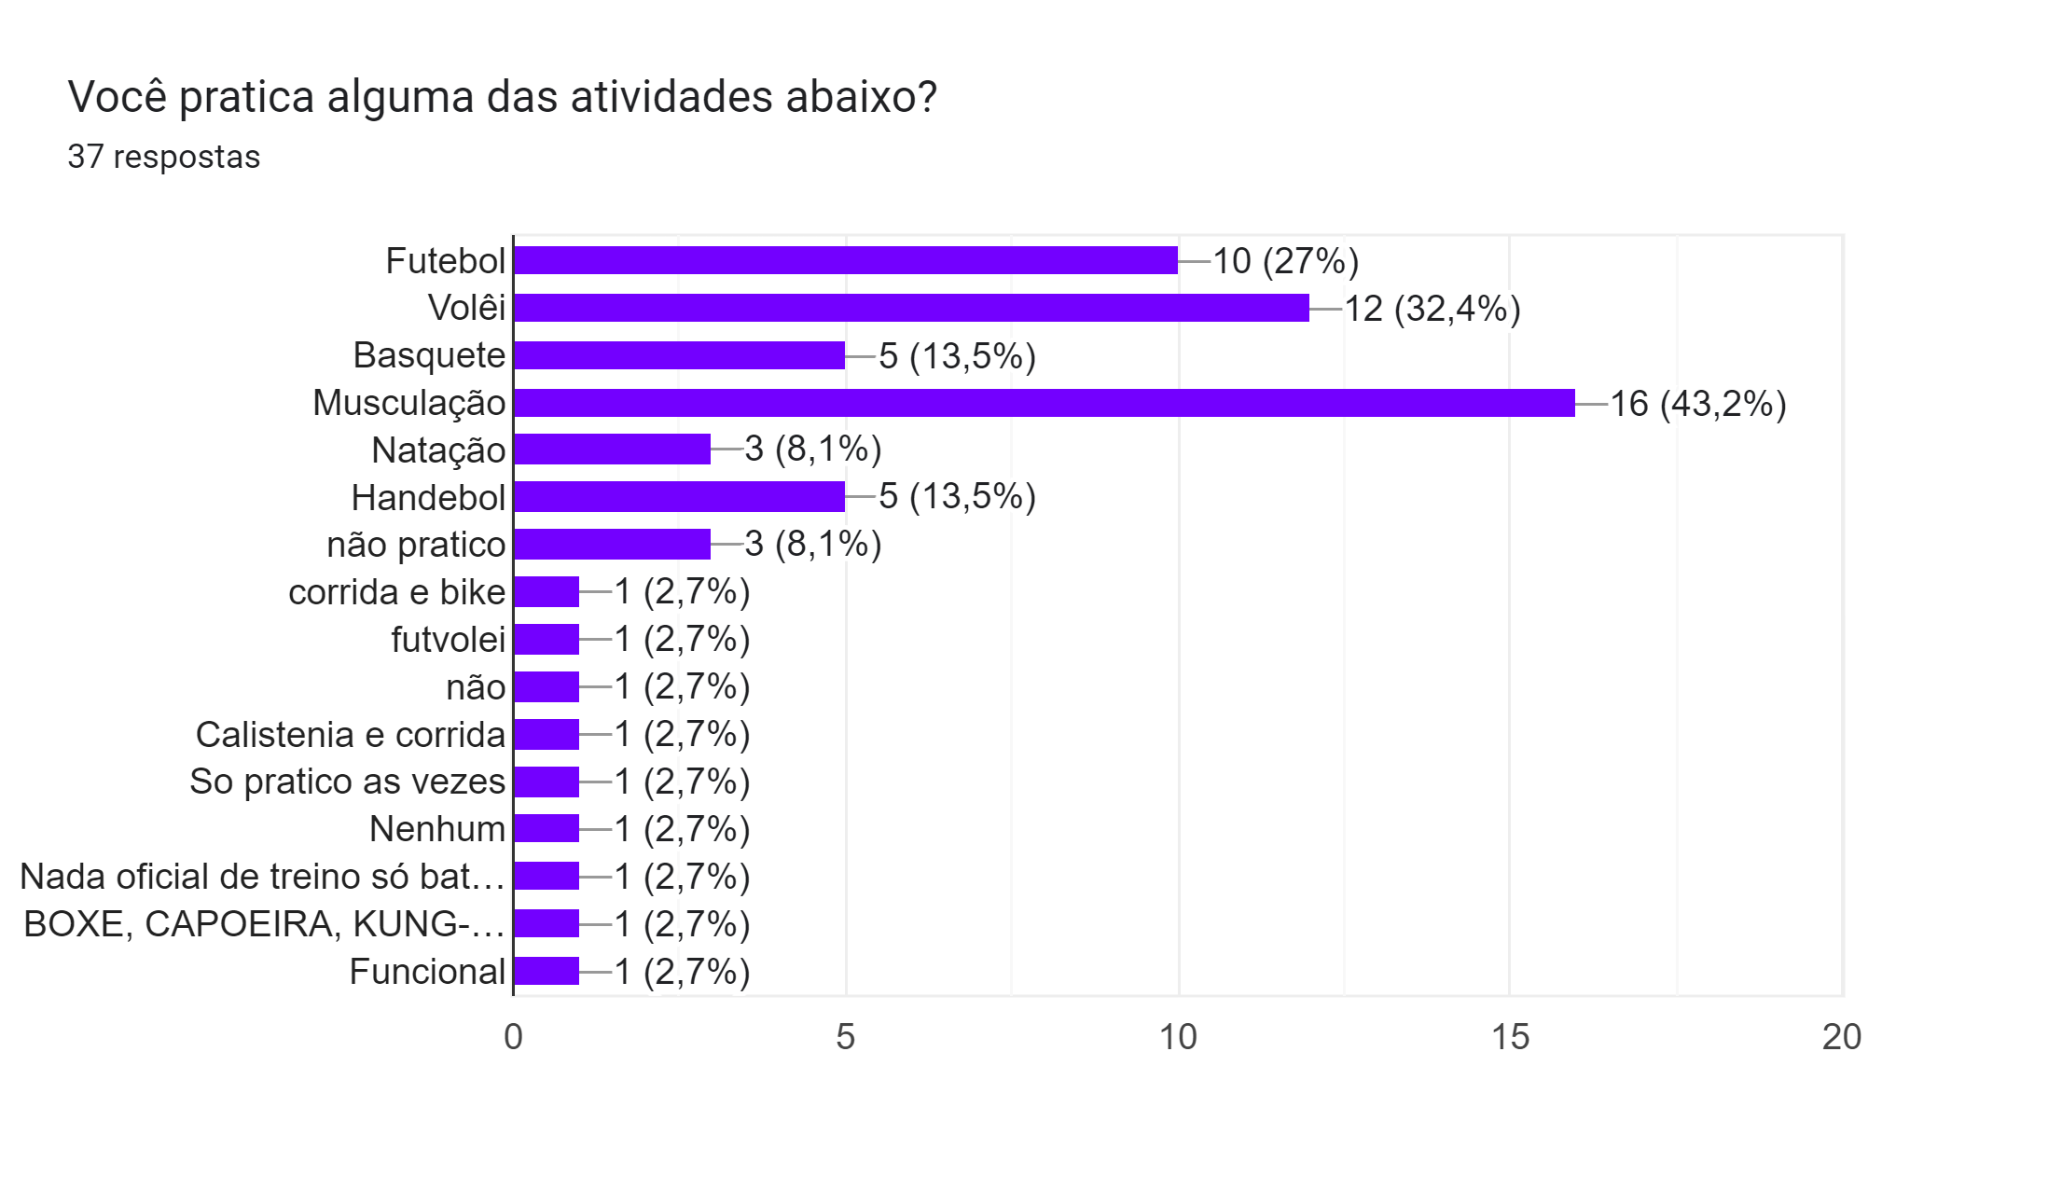 Você pratica alguma das atividades abaixo?
37 respostas
Futebol 10 (27%)
Volêi 12 (32,4%)
Basquete 5 (13,5%)
Musculação 16 (43,2%)
Natação 3 (8,1%)
Handebol 5 (13,5%)
não pratico 3 (8,1%)
corrida e bike 1 (2,7%)
futvolei 1 (2,7%)
não 1 (2,7%)
Calistenia e corrida 1 (2,7%)
So pratico as vezes 1 (2,7%)
Nenhum 1 (2,7%)
Nada oficial de treino só bat… 1 (2,7%)
BOXE, CAPOEIRA, KUNG-… 1 (2,7%)
Funcional 1 (2,7%)
0 5 10 15 20